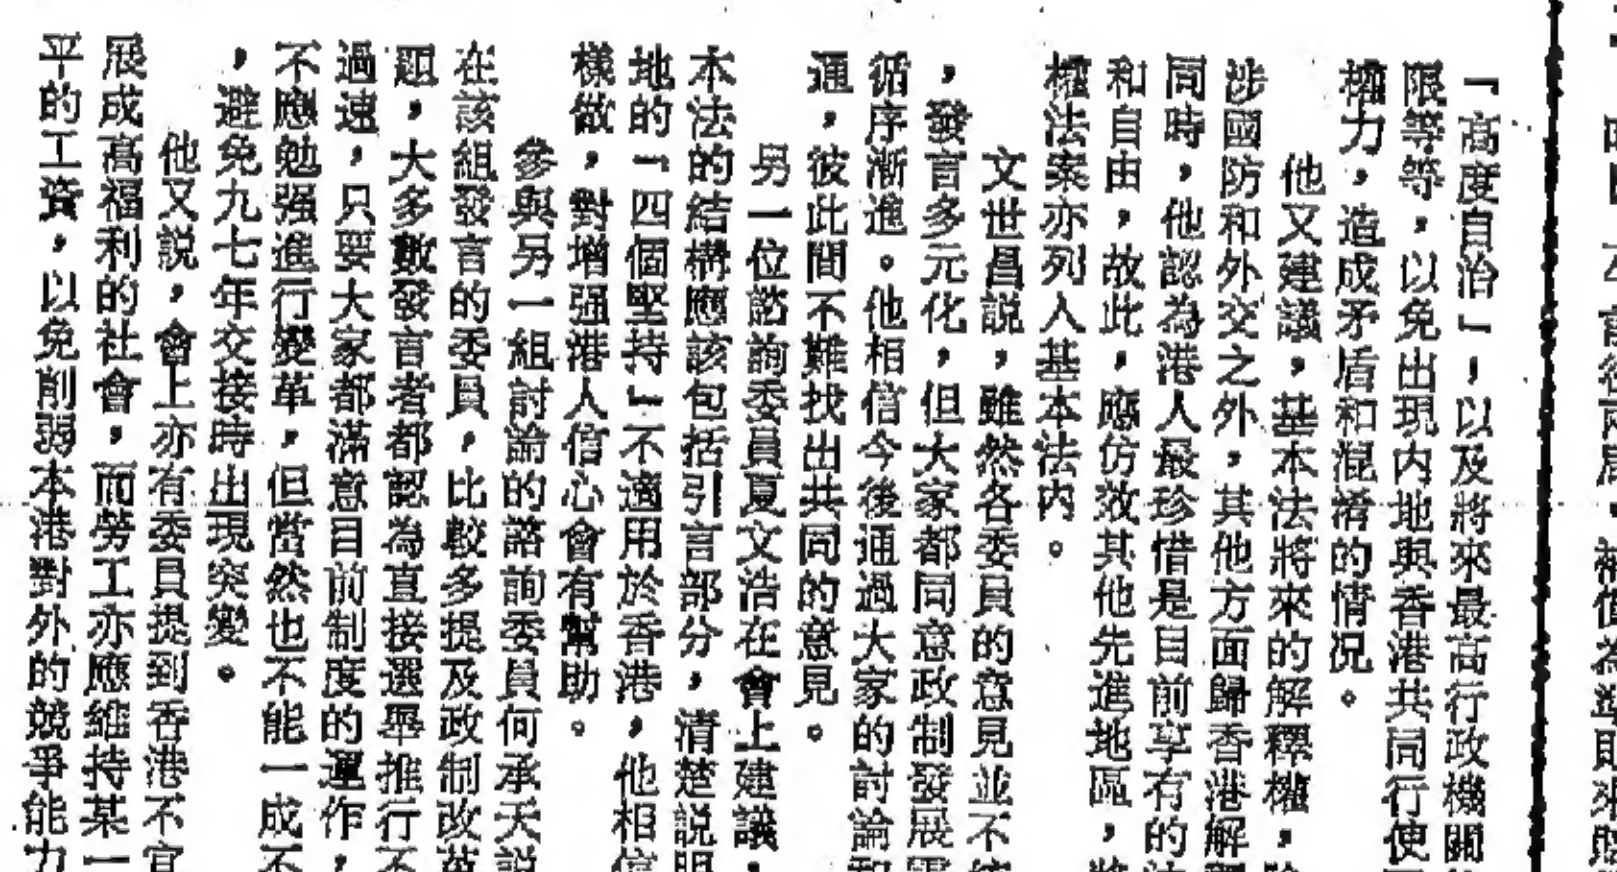 「高度自治」，以及將來最高行政機關
限等等，以免出現内地與香港共同行使
權力，造成矛盾和混淆的情況。
他又建議，基本法將來的解釋權，除
涉國防和外交之外，其他方面歸香港解釋
同時，他認為港人最珍惜是目前享有的法
和自由，故此，應仿效其他先進地區，將
權法案亦列入基本法内。
文世昌説，雖然各委員的意見並不統
，發言多元化，但大家都同意政制發展需
循序漸進。他相信今後通過大家的討論和
通，彼此間不難找出共同的意見。
另一位諮詢委員夏文浩在會上建議，
本法的結構應該包括引言部分，清楚説明
地的「四個堅持」不適用於香港，他相信
樣做，對增强港人信心會有幫助。
參與另一組討論的諮詢委員何承天説
在該組發言的委員，比較多提及政制改革
題，大多數發言者都認為直接選舉推行不
過速，只要大家都滿意目前制度的運作，
不應勉强進行變革，但當然也不能一成不
，避免九七年交接時出現突變。
他又説，會上亦有委員提到香港不宜
展成高福利的社會，而勞工亦應維持某一
平的工資，以免削弱本港對外的競爭能力